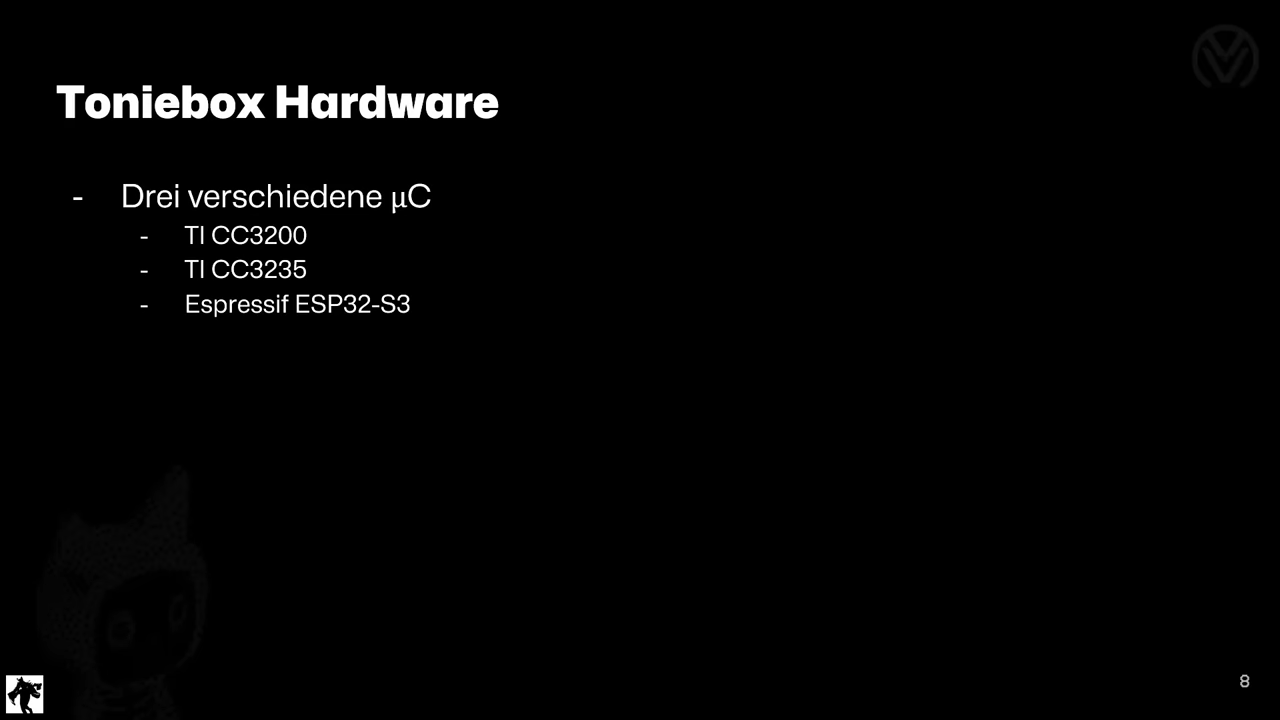 Toniebox Hardware
- Drei verschiedene µC
- TI CC3200
- TI CC3235
- Espressif ESP32-S3
8